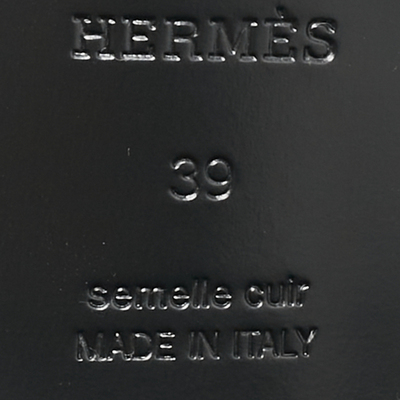 HERMÈS
39
semelle cuir
MADE IN ITALY